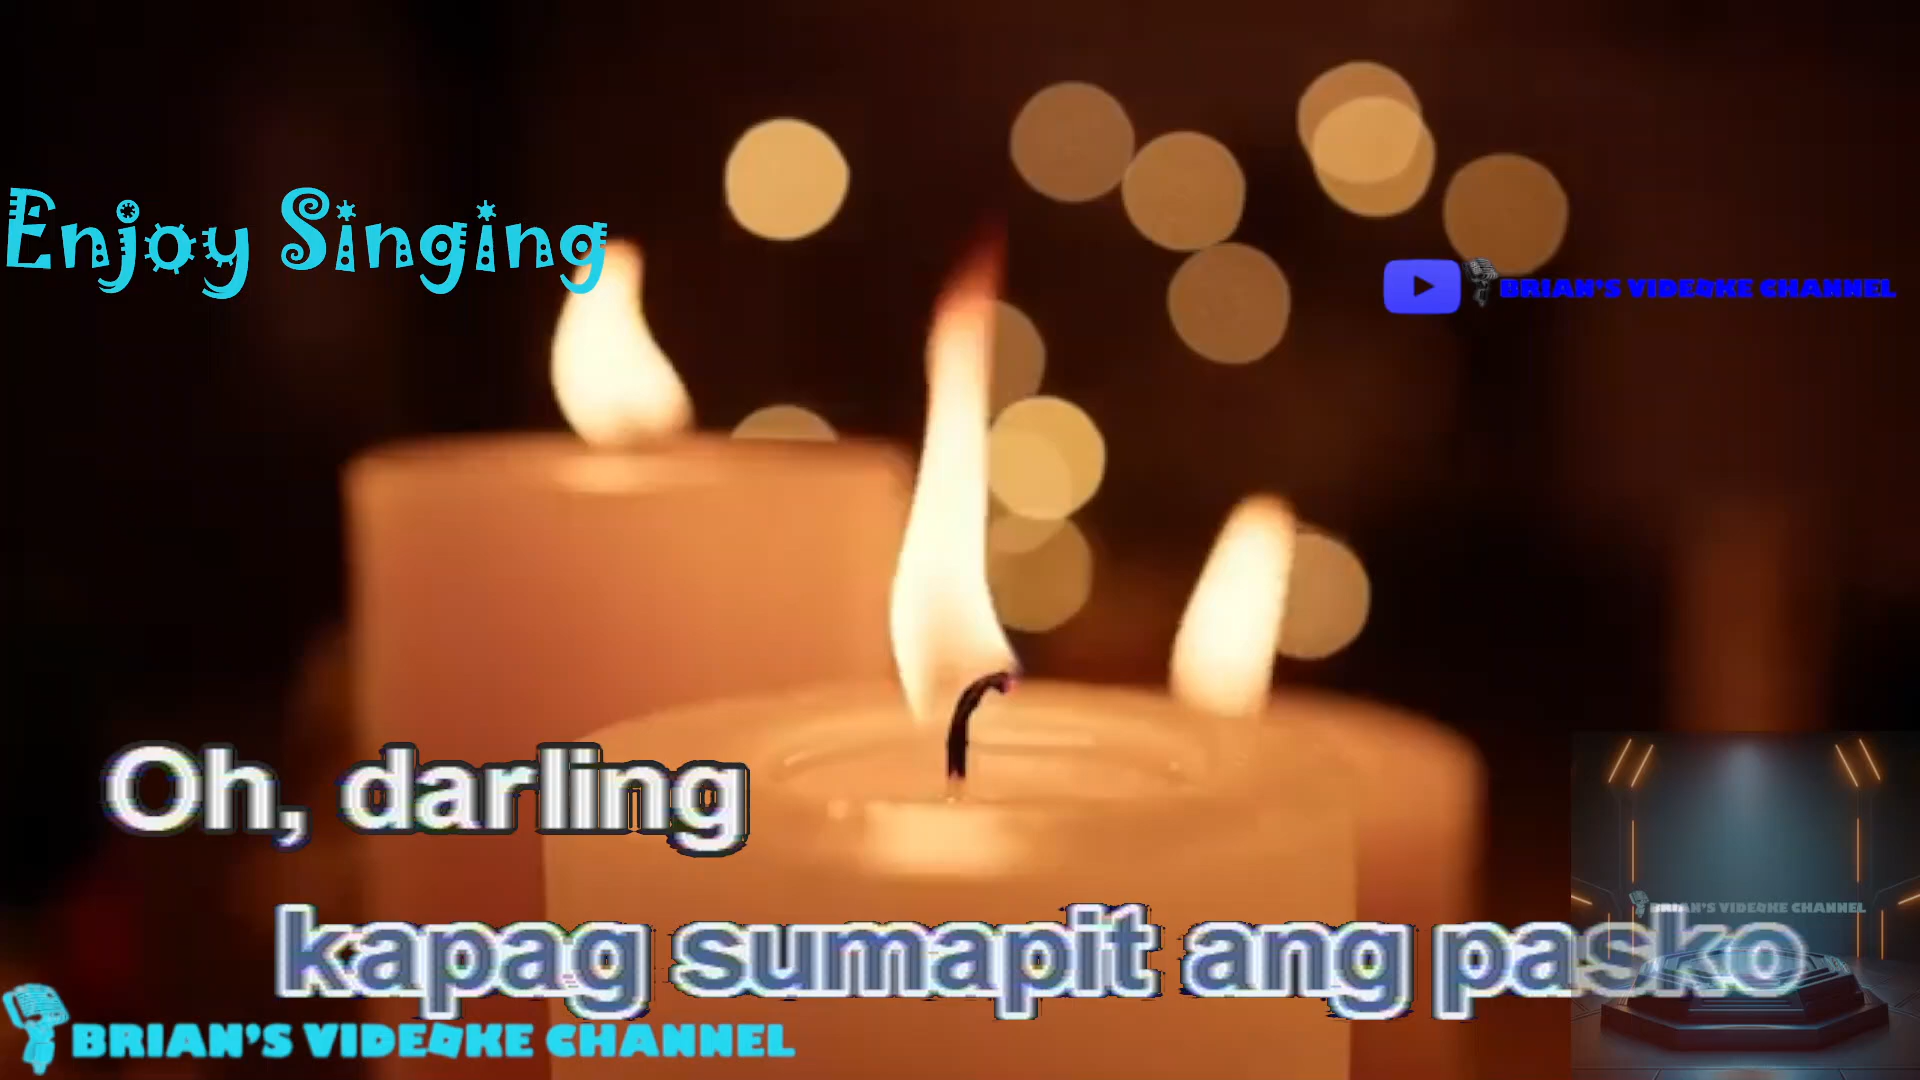 Enjoy Singing
BRIAN'S VIDEOKE CHANNEL
Oh, darling
kapag sumapit ang pasko
BRIAN'S VIDEOKE CHANNEL
BRIAN'S VIDEOKE CHANNEL